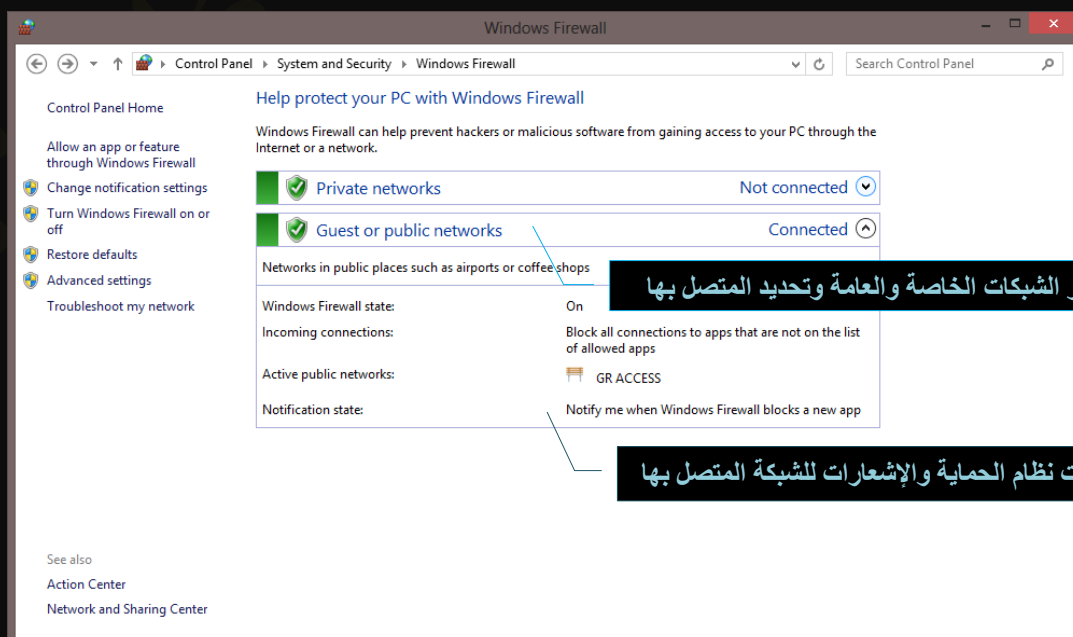 Windows Firewall
Control Panel System and Security Windows Firewall
Search Control Panel
Control Panel Home
Allow an app or feature
through Windows Firewall
Change notification settings
Turn Windows Firewall on or
off
Restore defaults
Advanced settings
Troubleshoot my network
See also
Action Center
Network and Sharing Center
Help protect your PC with Windows Firewall
Windows Firewall can help prevent hackers or malicious software from gaining access to your PC through the
Internet or a network.
Private networks Not connected
Guest or public networks Connected
Networks in public places such as airports or coffee shops
الشبكات الخاصة والعامة وتحديد المتصل بها
Windows Firewall state: On
Incoming connections: Block all connections to apps that are not on the list
of allowed apps
Active public networks: GR ACCESS
Notification state: Notify me when Windows Firewall blocks a new app
نظام الحماية والإشعارات للشبكة المتصل بها